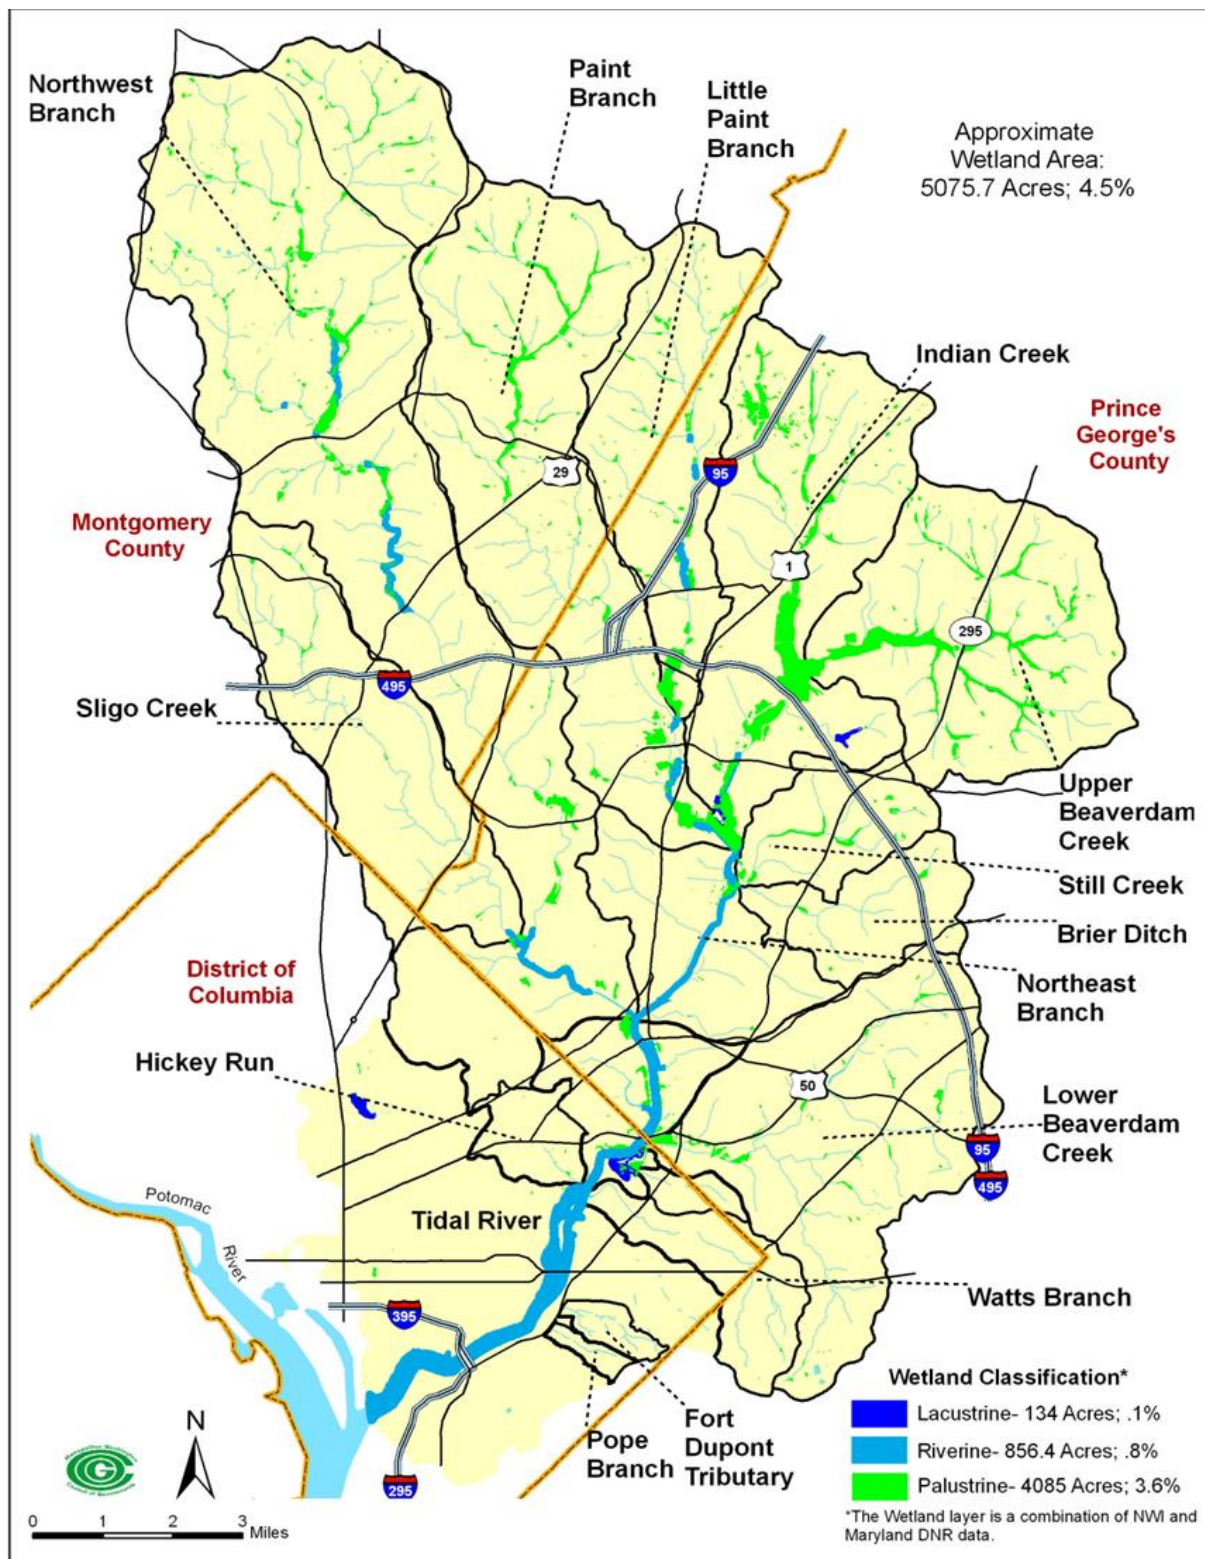 Northwest
Branch
Paint
Branch
Little
Paint
Branch
Approximate
Wetland Area:
5075.7 Acres; 4.5%
Indian Creek
Prince
George's
County
29
95
Montgomery
County
1
295
495
Sligo Creek
Upper
Beaverdam
Creek
Still Creek
Brier Ditch
District of
Columbia
Northeast
Branch
Hickey Run
50
Lower
Beaverdam
Creek
95
495
Potomac
River
Tidal River
Watts Branch
395
Wetland Classification*
Lacustrine- 134 Acres; .1%
Riverine- 856.4 Acres; .8%
Palustrine- 4085 Acres; 3.6%
*The Wetland layer is a combination of NWI and
Maryland DNR data.
N
Pope
Branch
Fort
Dupont
Tributary
295
0 1 2 3
Miles